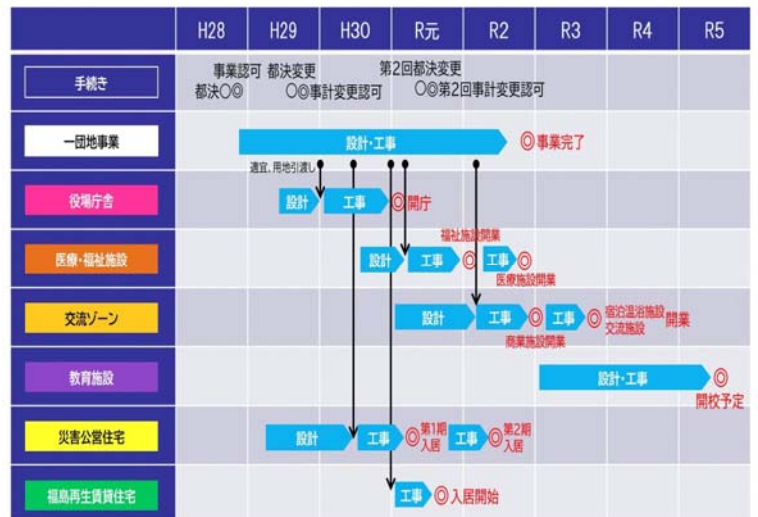 H28 H29 H30 R元 R2 R3 R4 R5
手続き
事業認可 都決変更 第2回都決変更
都決○◎ ○◎事計変更認可 ○◎第2回事計変更認可
一団地事業
設計・工事 ◎事業完了
適宜、用地引渡し
役場庁舎
設計 工事 ◎開庁
医療・福祉施設
福祉施設開業
設計 工事 ◎ 工事 ◎
医療施設開業
交流ゾーン
設計 工事 ◎ 工事 ◎ 宿泊温浴施設
交流施設 開業
商業施設開業
教育施設
設計・工事 ◎
開校予定
災害公営住宅
設計 工事 ◎ 第1期 工事 ◎ 第2期
入居 入居
福島再生賃貸住宅
工事 ◎入居開始